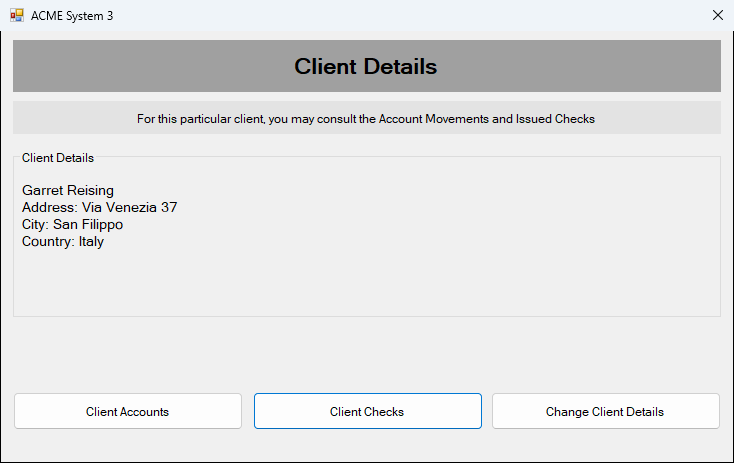 ACME System 3
Client Details
For this particular client, you may consult the Account Movements and Issued Checks
Client Details
Garret Reising
Address: Via Venezia 37
City: San Filippo
Country: Italy
Client Accounts
Client Checks
Change Client Details